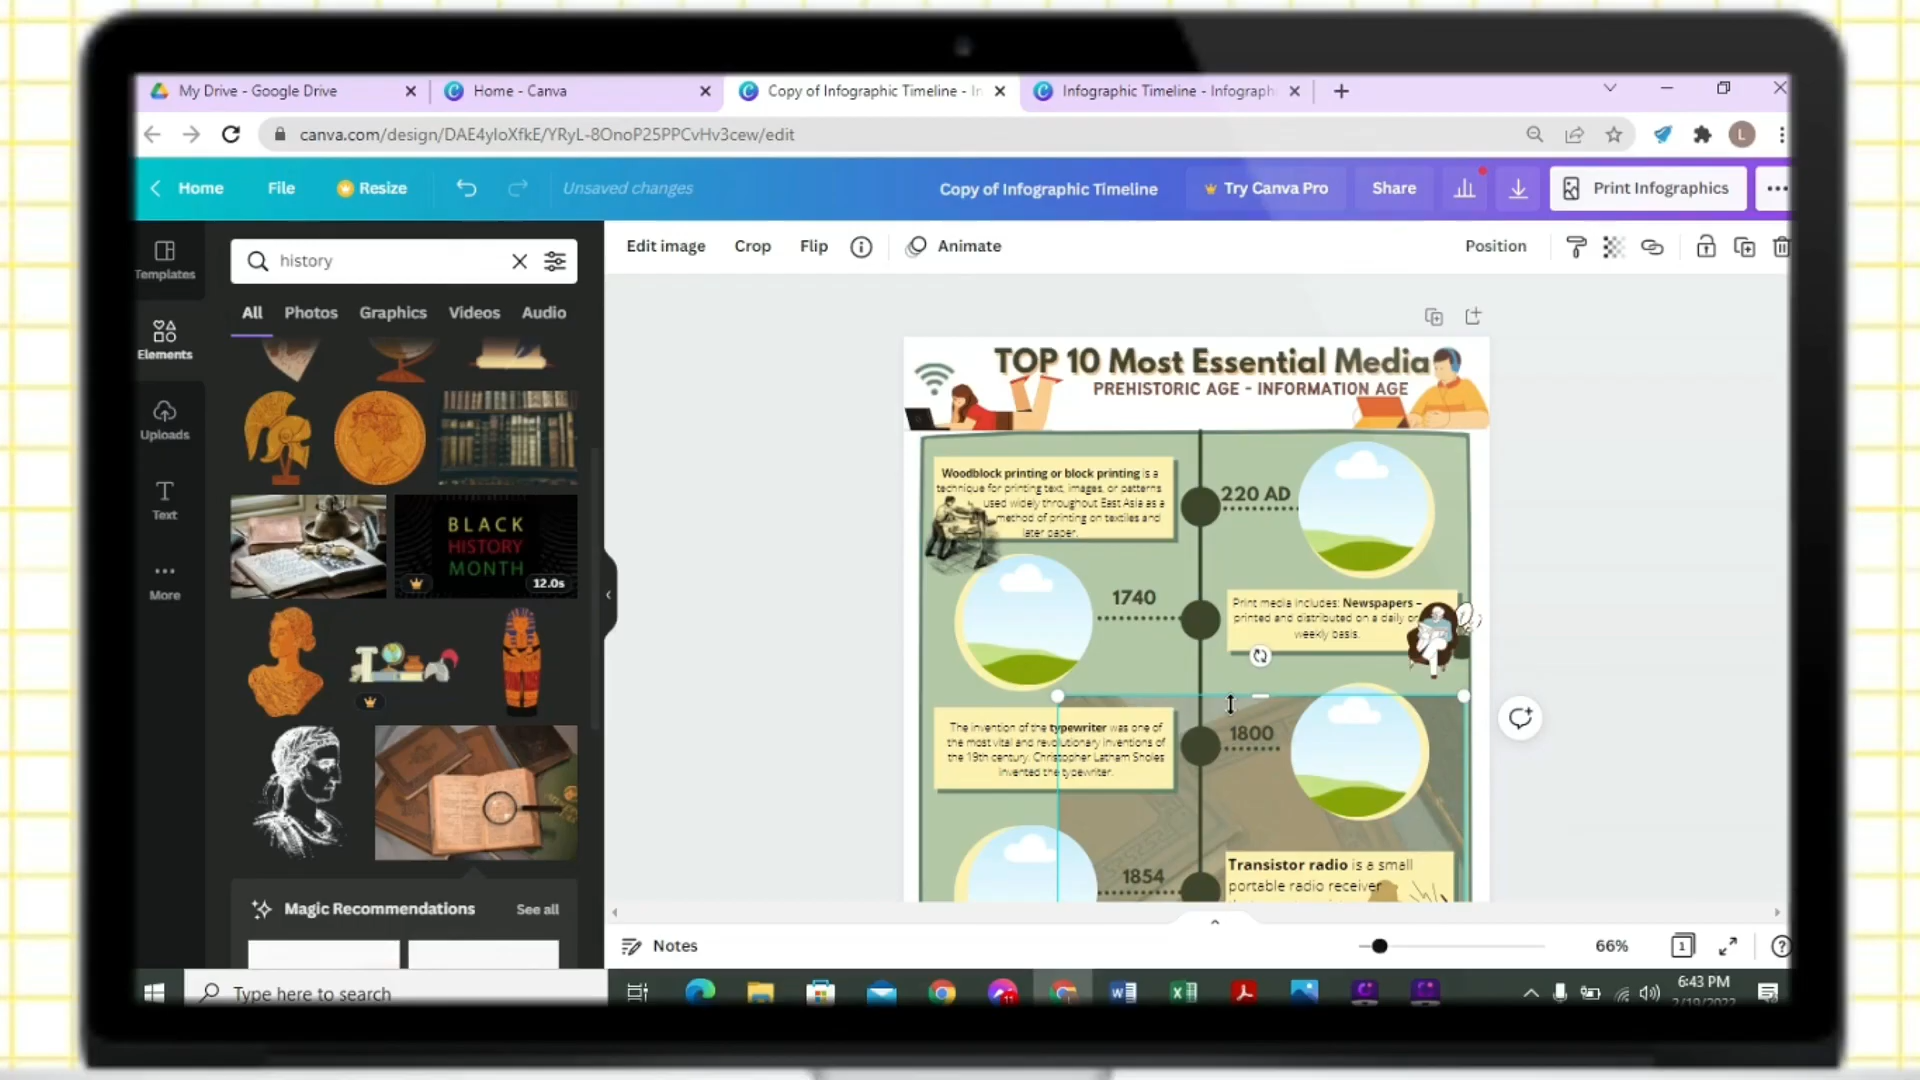 My Drive - Google Drive
Home - Canva
Copy of Infographic Timeline - In
Infographic Timeline - Infograph
canva.com/design/DAE4yloXfkE/YRyL-8OnoP25PPCvHv3cew/edit
L
Home
File
Resize
Unsaved changes
Copy of Infographic Timeline
Try Canva Pro
Share
Print Infographics
Templates
Elements
Uploads
Text
More
history
All
Photos
Graphics
Videos
Audio
BLACK
HISTORY
MONTH
12.0s
Magic Recommendations
See all
Edit image
Crop
Flip
Animate
Position
TOP 10 Most Essential Media
PREHISTORIC AGE - INFORMATION AGE
Woodblock printing or block printing is a
technique for printing text, images, or patterns
used widely throughout East Asia as a
method of printing on textiles and
later paper.
220 AD
1740
Print media includes: Newspapers –
printed and distributed on a daily or
weekly basis.
The invention of the typewriter was one of
the most vital and revolutionary inventions of
the 19th century. Christopher Latham Sholes
invented the typewriter.
1800
1854
Transistor radio is a small
portable radio receiver
Notes
66%
1
Type here to search
6:43 PM
2/19/2022